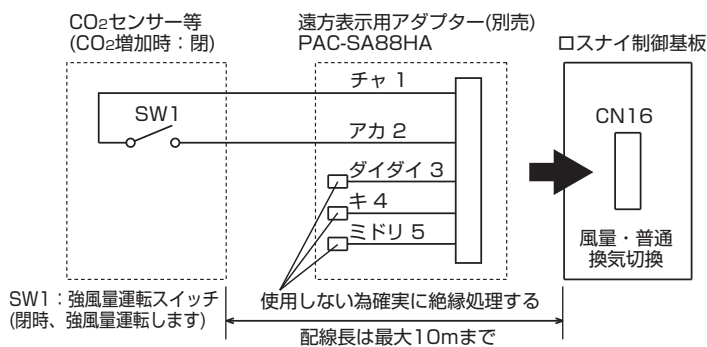 CO2センサー等
(CO2増加時：閉)
遠方表示用アダプター(別売)
PAC-SA88HA
ロスナイ制御基板
チャ 1
SW1
アカ 2
CN16
ダイダイ 3
キ 4
ミドリ 5
風量・普通
換気切換
SW1：強風量運転スイッチ
(閉時、強風量運転します)
使用しない為確実に絶縁処理する
配線長は最大10mまで